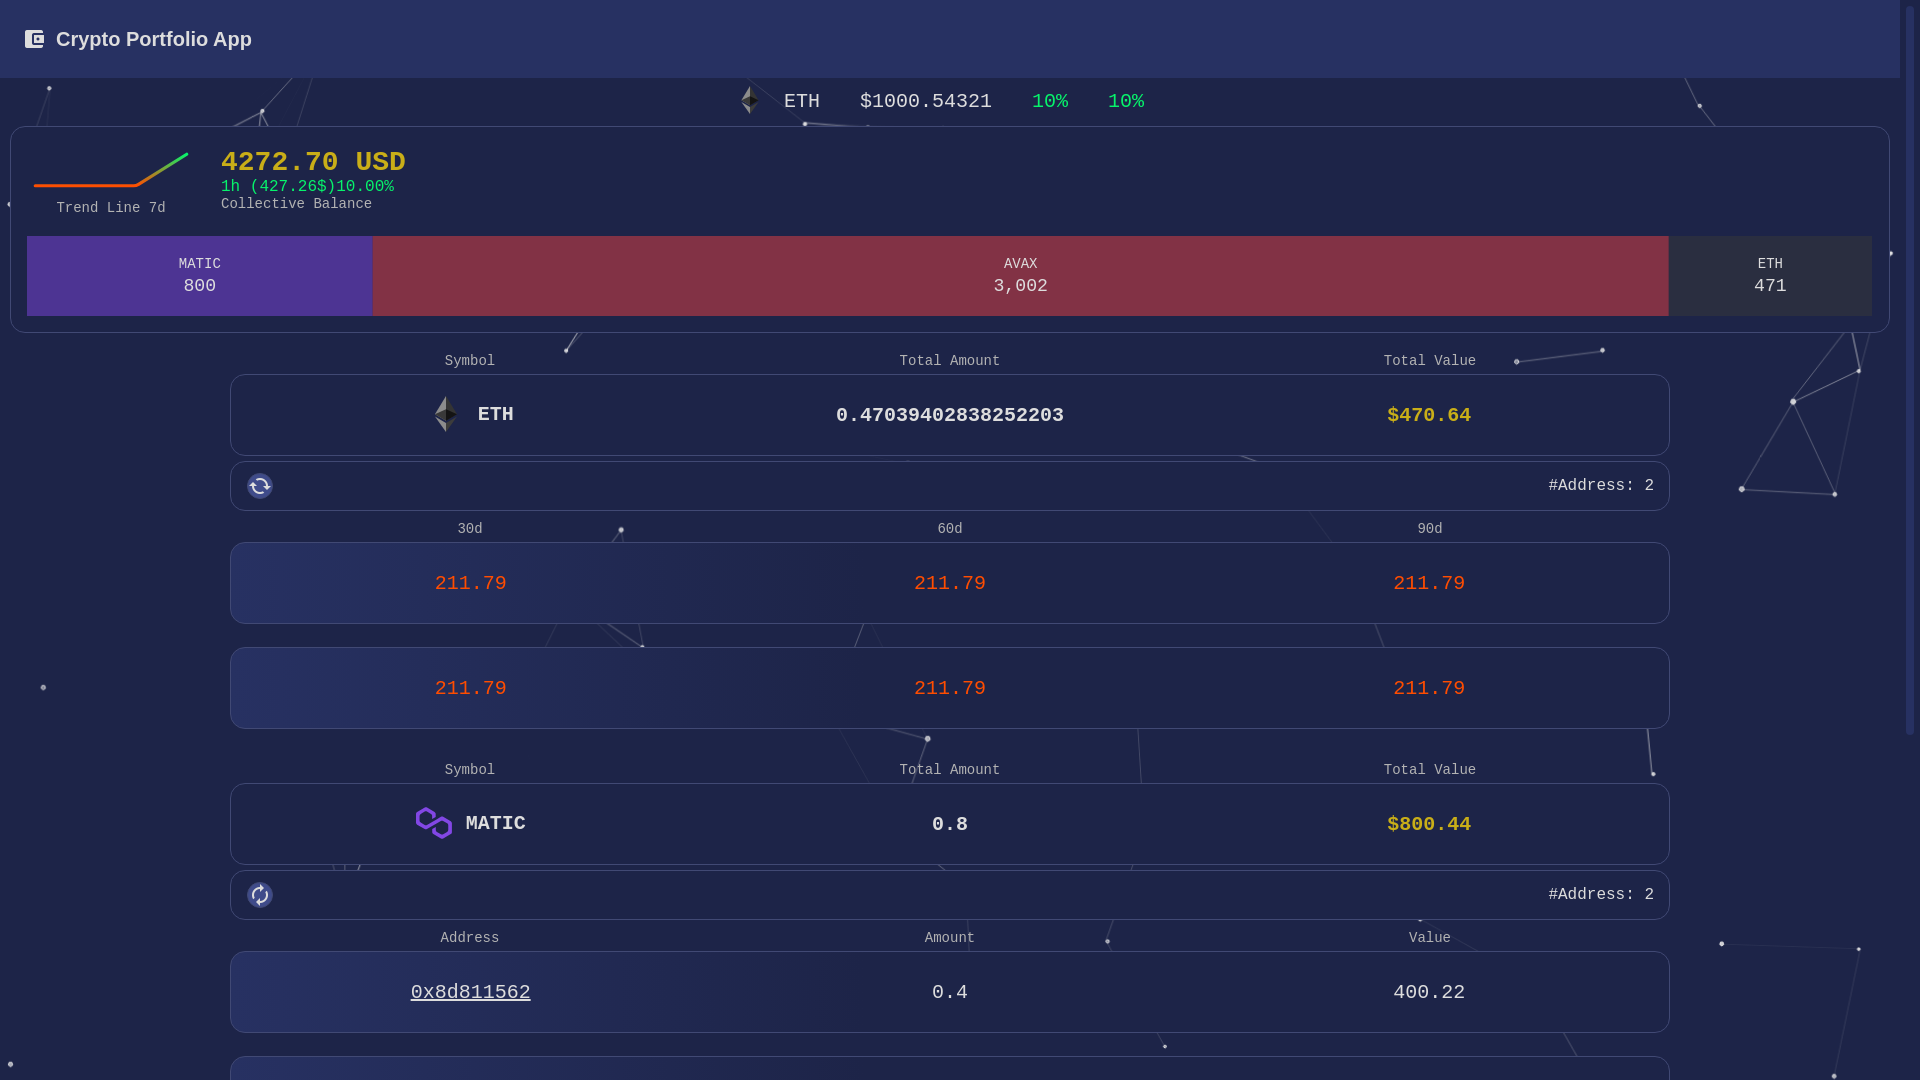 Crypto Portfolio App
ETH $1000.54321 10% 10%
4272.70 USD
1h (427.26$)10.00%
Collective Balance
Trend Line 7d
MATIC
800
AVAX
3,002
ETH
471
Symbol Total Amount Total Value
ETH 0.47039402838252203 $470.64
#Address: 2
30d 60d 90d
211.79 211.79 211.79
211.79 211.79 211.79
Symbol Total Amount Total Value
MATIC 0.8 $800.44
#Address: 2
Address Amount Value
0x8d811562 0.4 400.22